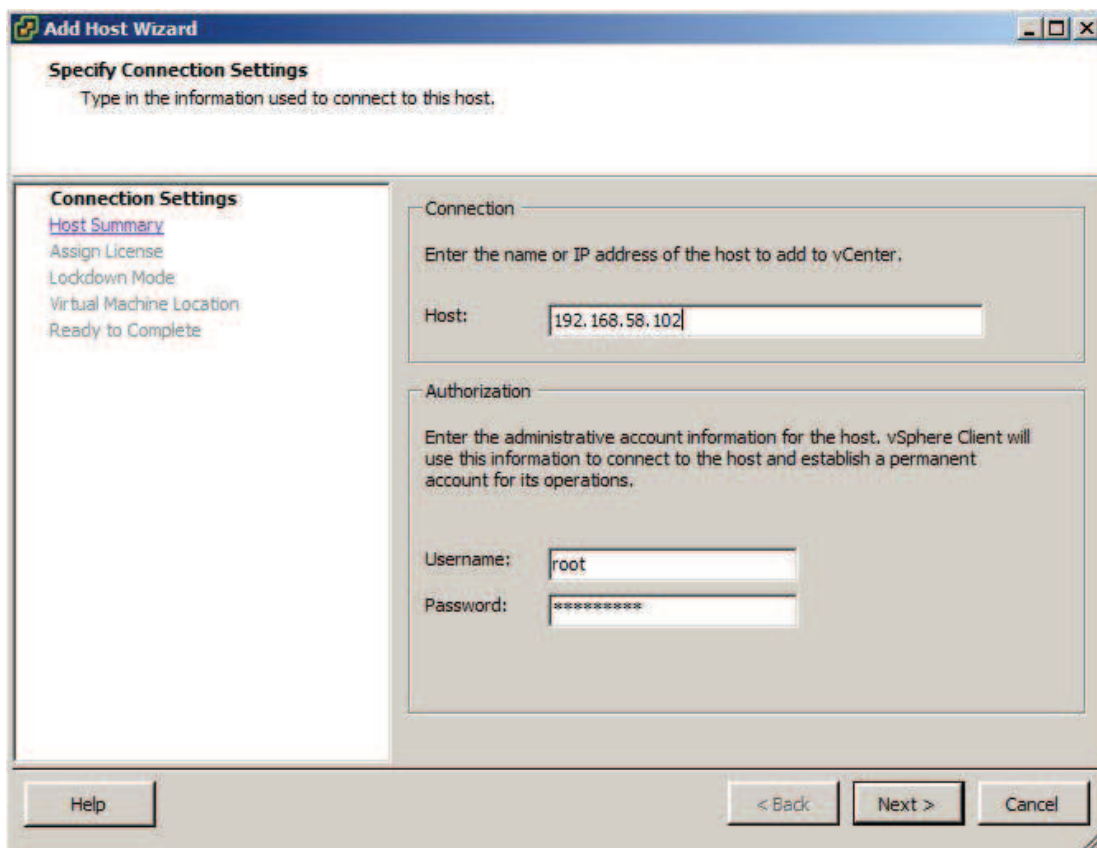 Add Host Wizard
Specify Connection Settings
Type in the information used to connect to this host.
Connection Settings
Host Summary
Assign License
Lockdown Mode
Virtual Machine Location
Ready to Complete
Connection
Enter the name or IP address of the host to add to vCenter.
Host: 192.168.58.102
Authorization
Enter the administrative account information for the host. vSphere Client will
use this information to connect to the host and establish a permanent
account for its operations.
Username: root
Password: *********
Help
< Back
Next >
Cancel